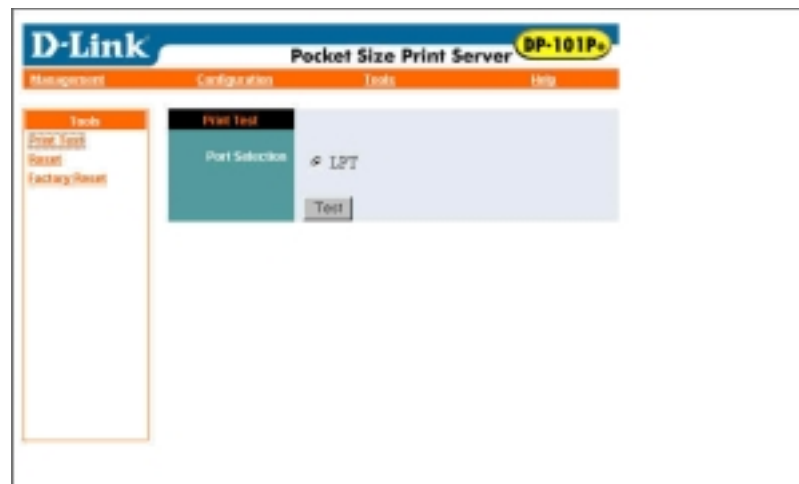 D-Link
Pocket Size Print Server
DP-101P+
Management Configuration Tools Help
Tools
Print Test
Reset
Factory Reset
Print Test
Port Selection
LPT
Test